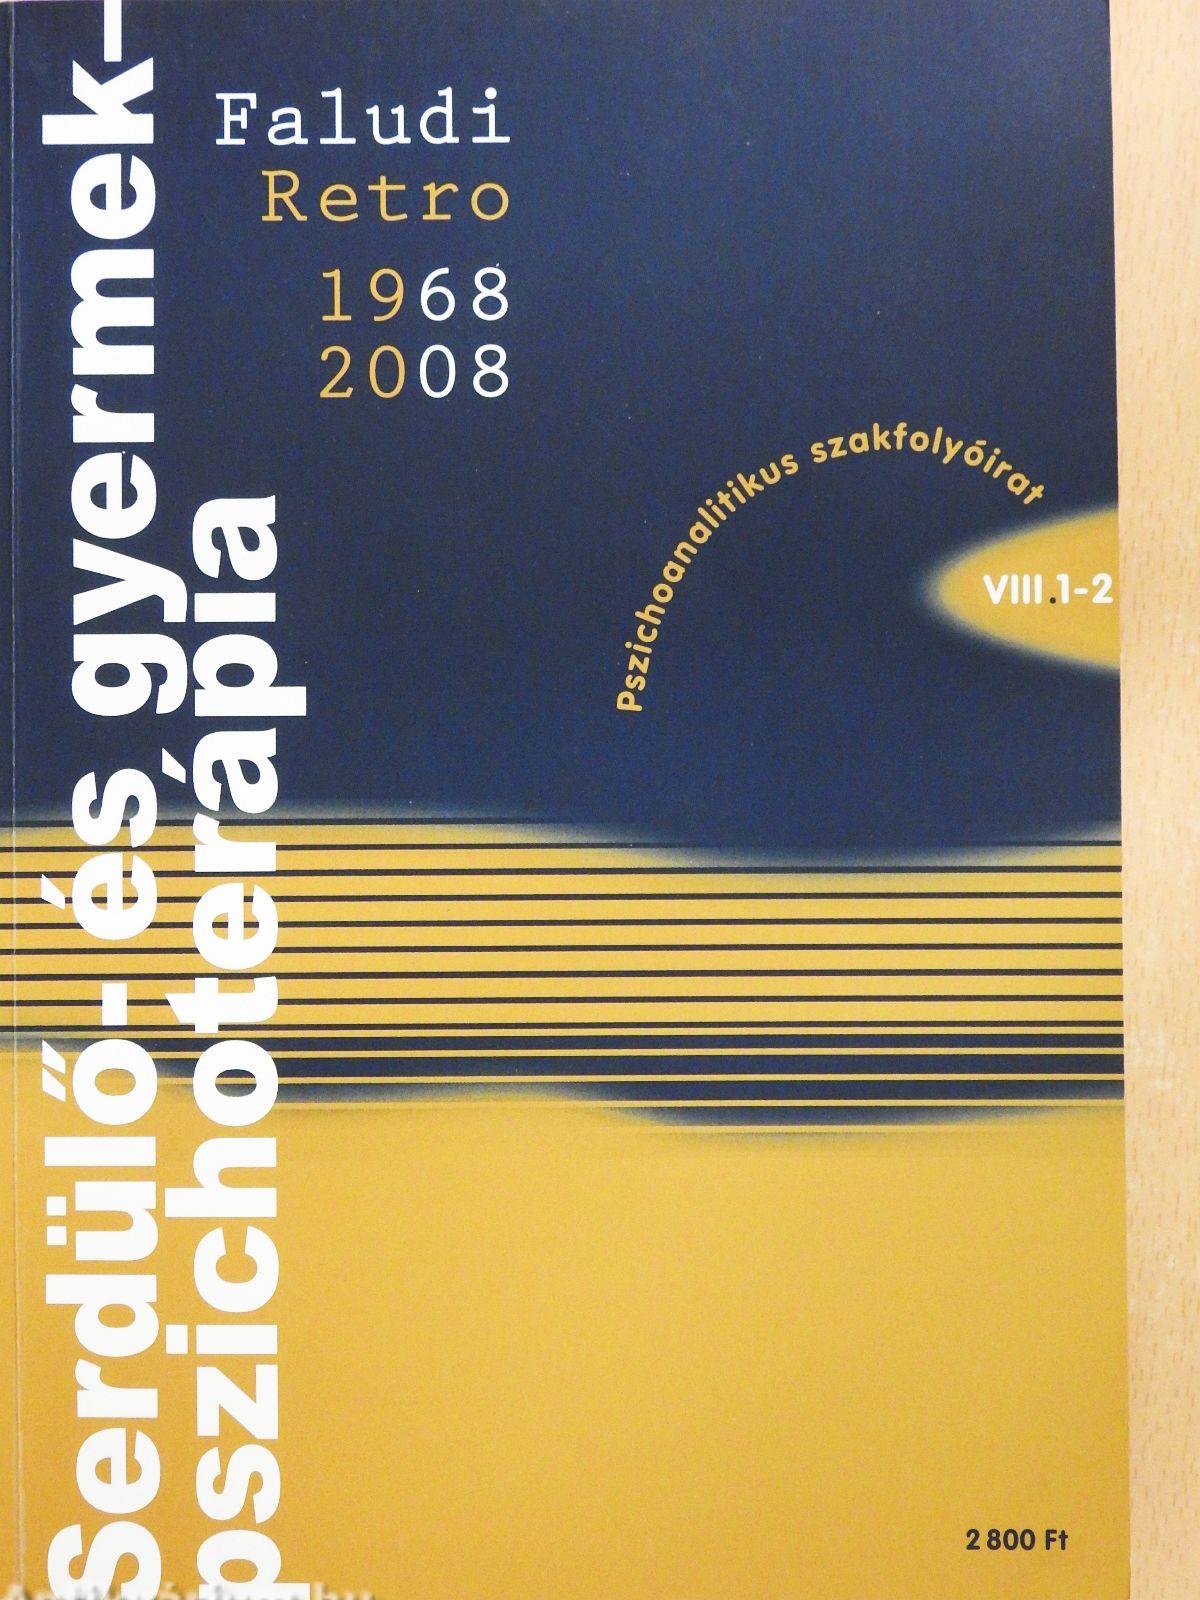 Serdülő- és gyermek-
pszichoterápia
Faludi
Retro
1968
2008
Pszichoanalitikus szakfolyóirat
VIII.1-2
2 800 Ft